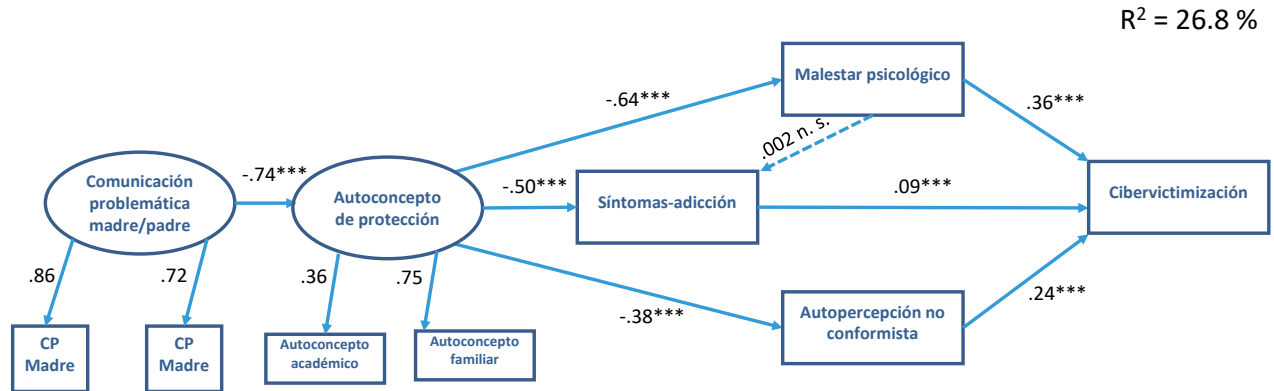 R² = 26.8 %
Malestar psicológico
-.64***
.36***
.002 n. s.
Comunicación
problemática
madre/padre
-.74***
Autoconcepto
de protección
-.50***
Síntomas-adicción
.09***
Cibervictimización
.86
.72
.36
.75
-.38***
.24***
CP
Madre
CP
Madre
Autoconcepto
académico
Autoconcepto
familiar
Autopercepción no
conformista